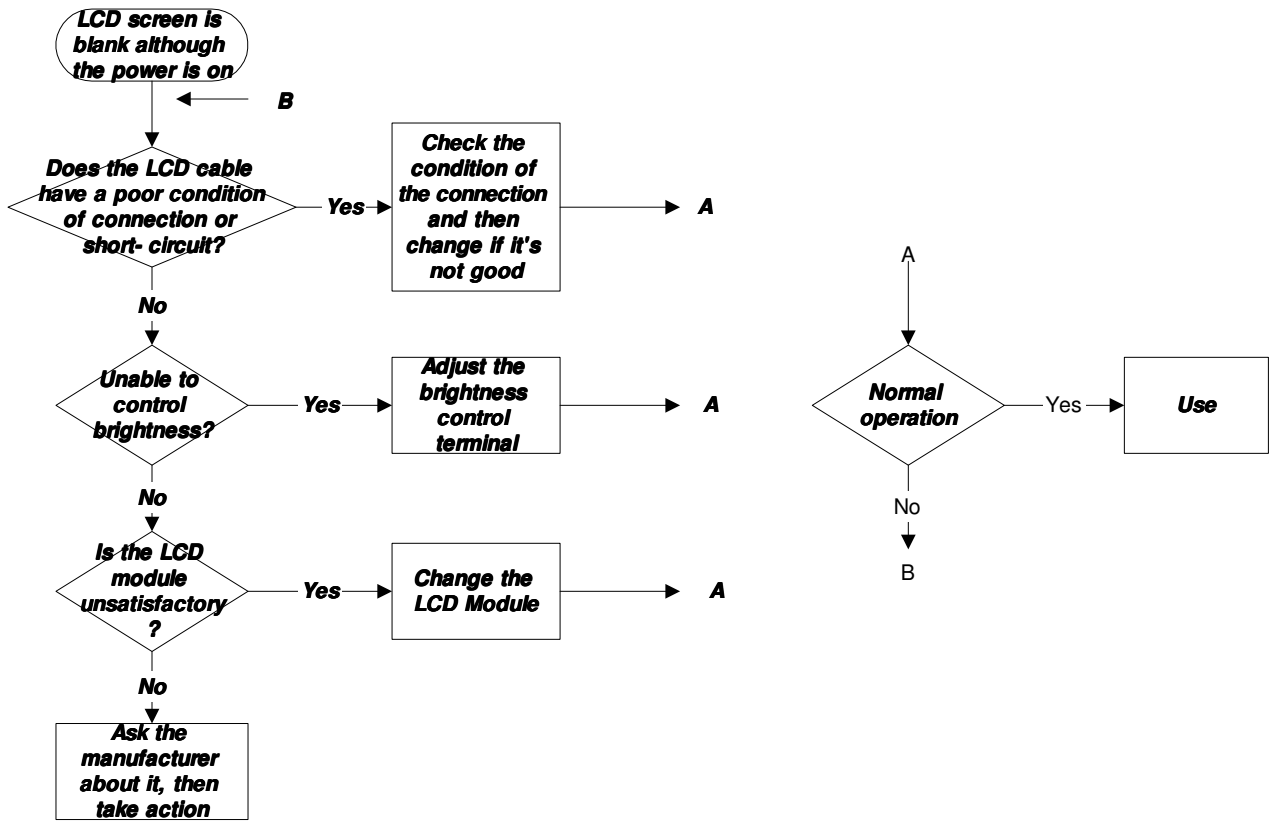 LCD screen is
blank although
the power is on
B
Does the LCD cable
have a poor condition
of connection or
short- circuit?
Yes
Check the
condition of
the connection
and then
change if it's
not good
A
No
Unable to
control
brightness?
Yes
Adjust the
brightness
control
terminal
A
No
Is the LCD
module
unsatisfactory
?
Yes
Change the
LCD Module
A
No
Ask the
manufacturer
about it, then
take action
A
Normal
operation
Yes
Use
No
B